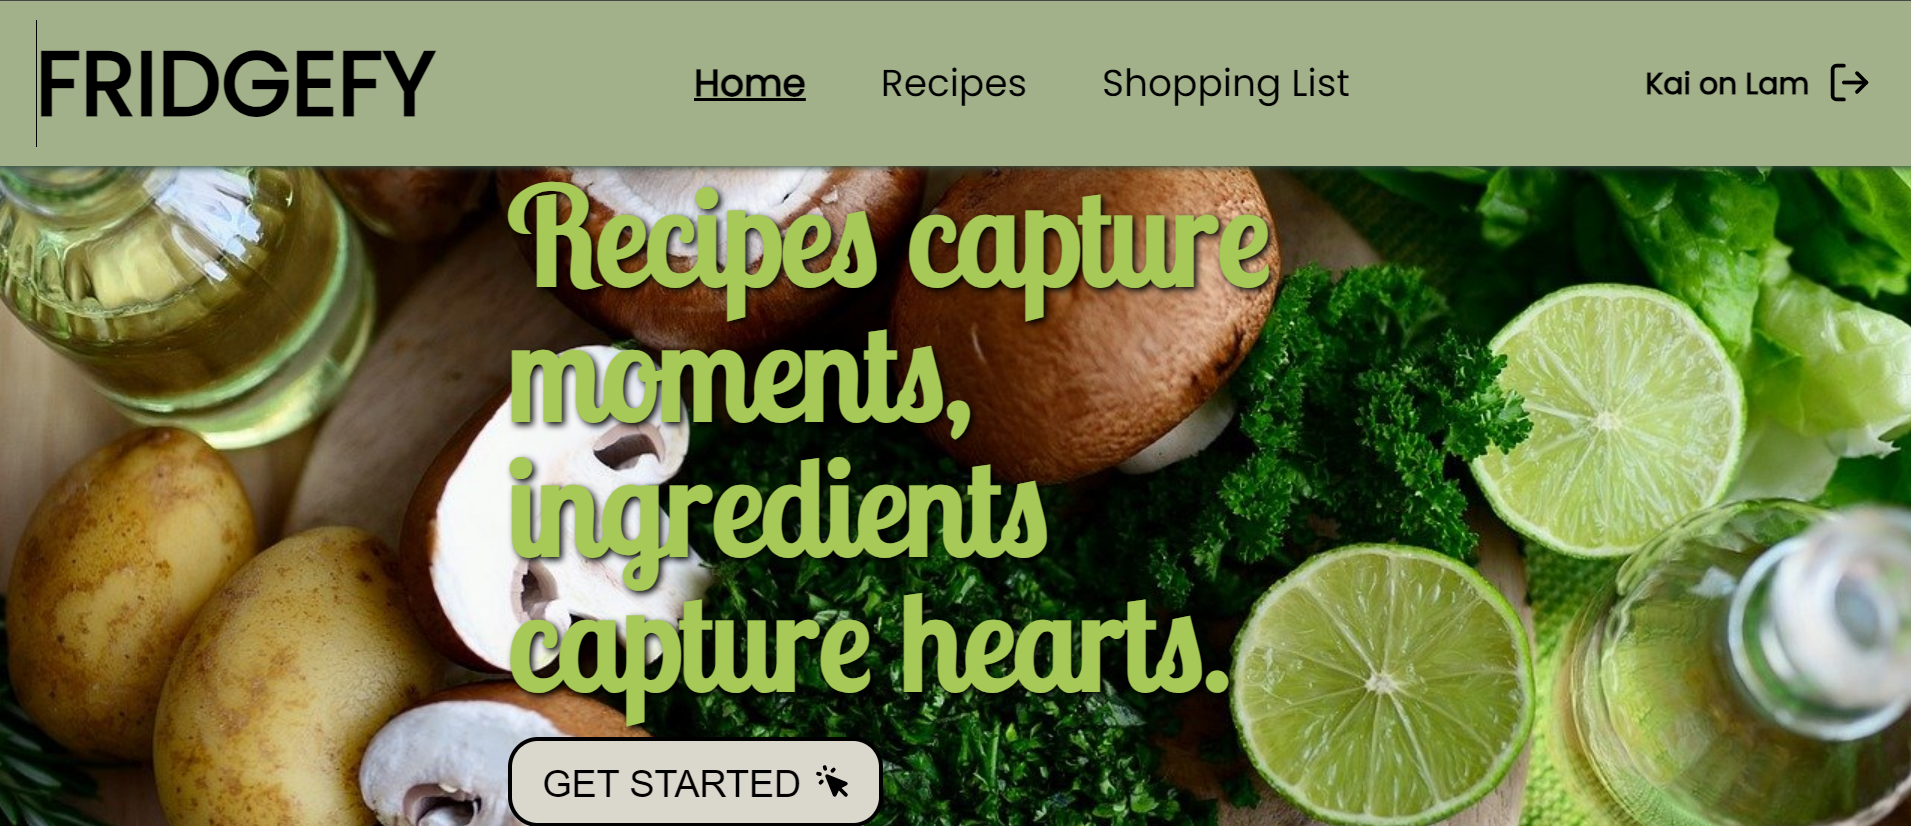 FRIDGEFY
Home
Recipes
Shopping List
Kai on Lam
Recipes capture
moments,
ingredients
capture hearts.
GET STARTED